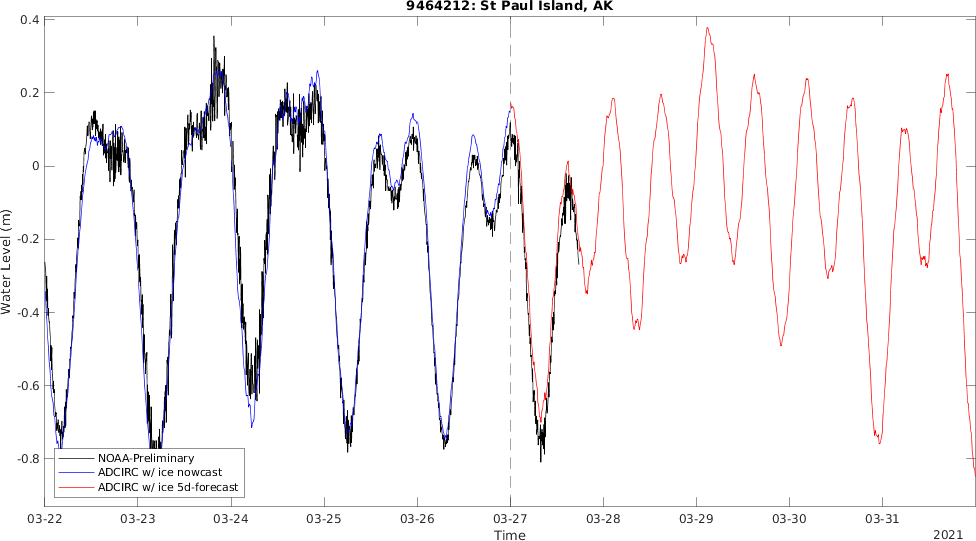 9464212: St Paul Island, AK
0.4
0.2
0
-0.2
-0.4
-0.6
-0.8
Water Level (m)
NOAA-Preliminary
ADCIRC w/ ice nowcast
ADCIRC w/ ice 5d-forecast
03-22 03-23 03-24 03-25 03-26 03-27 03-28 03-29 03-30 03-31
Time
2021